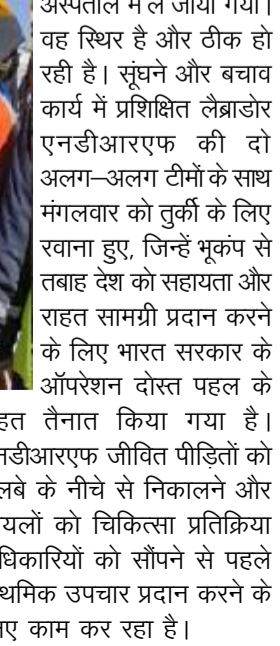 अस्पताल में ले जाया गया।
वह स्थिर है और ठीक हो
रही है। सूंघने और बचाव
कार्य में प्रशिक्षित लैब्राडोर
एनडीआरएफ की दो
अलग–अलग टीमों के साथ
मंगलवार को तुर्की के लिए
रवाना हुए, जिन्हें भूकंप से
तबाह देश को सहायता और
राहत सामग्री प्रदान करने
के लिए भारत सरकार के
ऑपरेशन दोस्त पहल के
हत तैनात किया गया है।
नडीआरएफ जीवित पीड़ितों को
लबे के नीचे से निकालने और
यलों को चिकित्सा प्रतिक्रिया
धिकारियों को सौंपने से पहले
थमिक उपचार प्रदान करने के
नए काम कर रहा है।